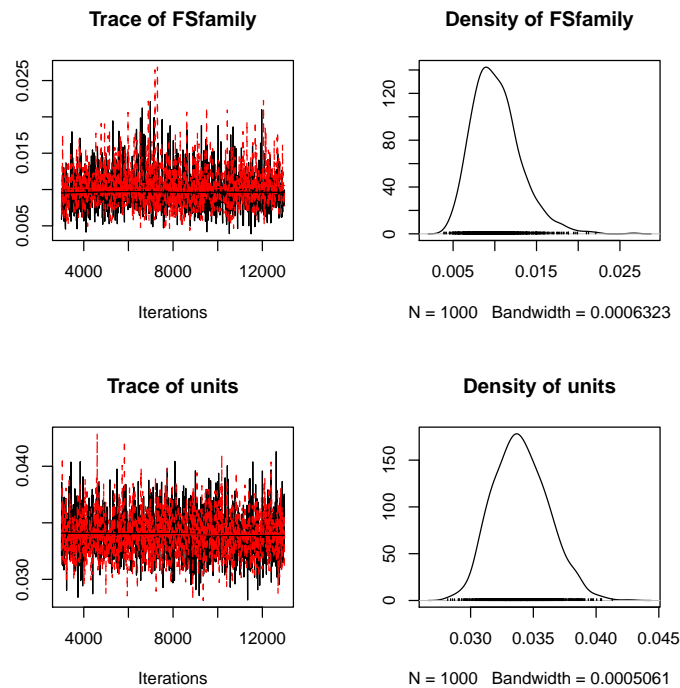 Trace of FSfamily
0.005 0.015 0.025
4000 8000 12000
Iterations
Density of FSfamily
0 40 80 120
0.005 0.015 0.025
N = 1000 Bandwidth = 0.0006323
Trace of units
0.030 0.040
4000 8000 12000
Iterations
Density of units
0 50 100 150
0.030 0.035 0.040 0.045
N = 1000 Bandwidth = 0.0005061